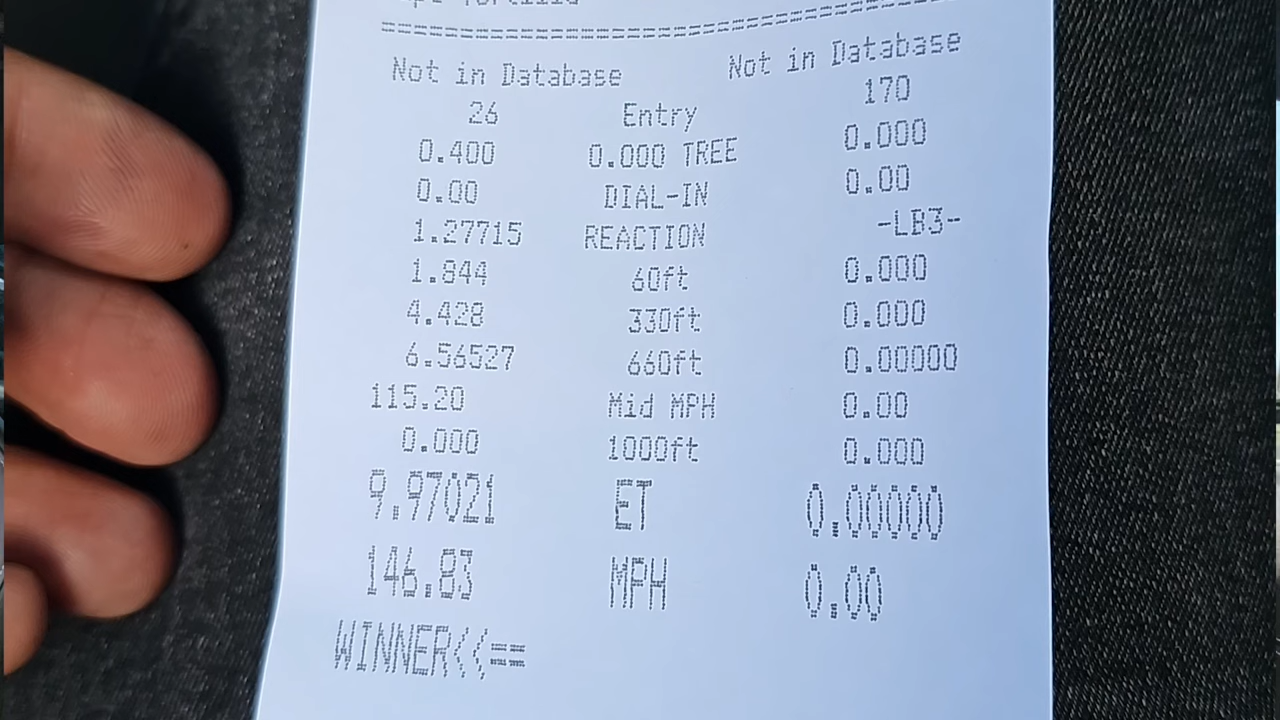 ==============================================
Not in Database Not in Database
26 Entry 170
0.400 0.000 TREE 0.000
0.00 DIAL-IN 0.00
1.27715 REACTION -LB3-
1.844 60ft 0.000
4.428 330ft 0.000
6.56527 660ft 0.00000
115.20 Mid MPH 0.00
0.000 1000ft 0.000
9.97021 ET 0.00000
146.83 MPH 0.00
WINNER<<==